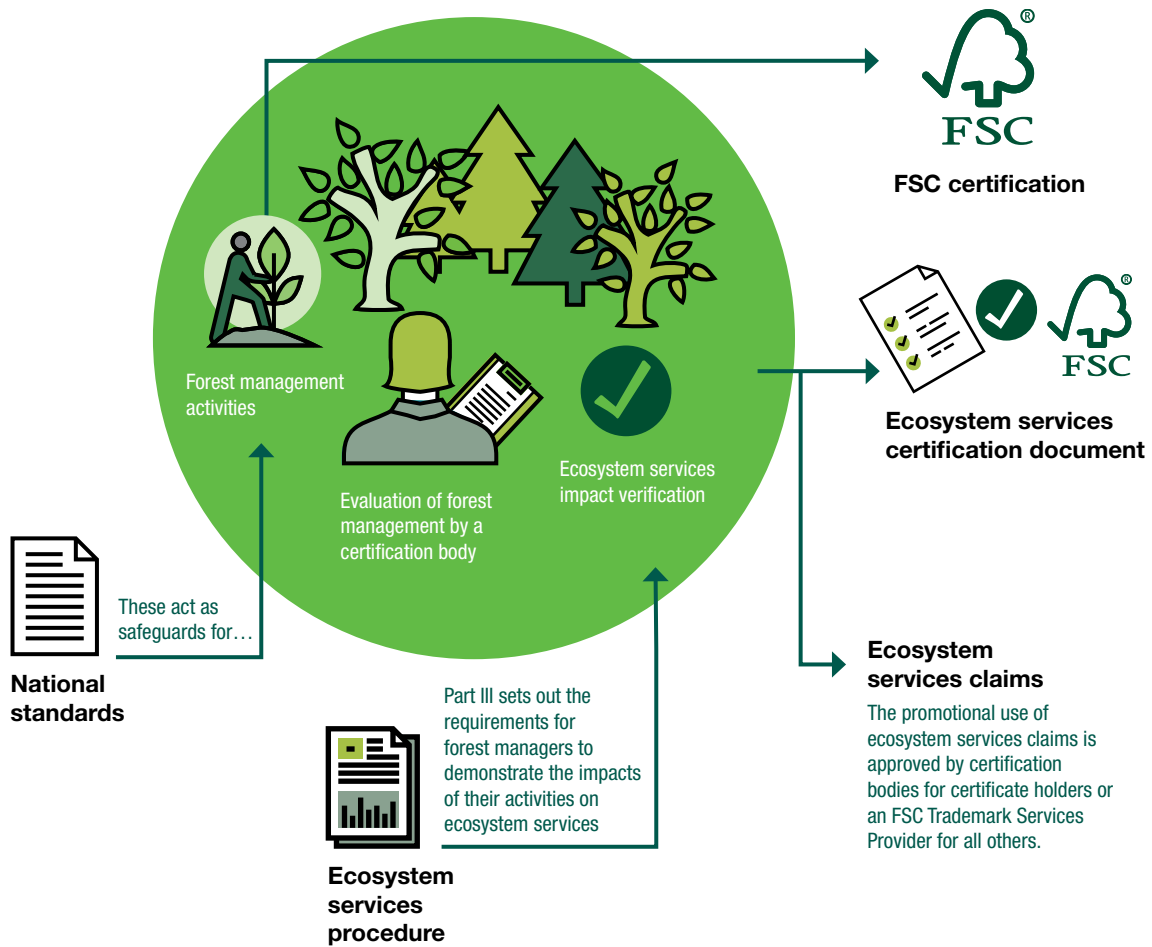 ®
FSC
FSC certification
®
FSC
Ecosystem services
certification document
Forest management
activities
Evaluation of forest
management by a
certification body
Ecosystem services
impact verification
These act as
safeguards for…
National
standards
Part III sets out the
requirements for
forest managers to
demonstrate the impacts
of their activities on
ecosystem services
Ecosystem
services
procedure
Ecosystem
services claims
The promotional use of
ecosystem services claims is
approved by certification
bodies for certificate holders or
an FSC Trademark Services
Provider for all others.